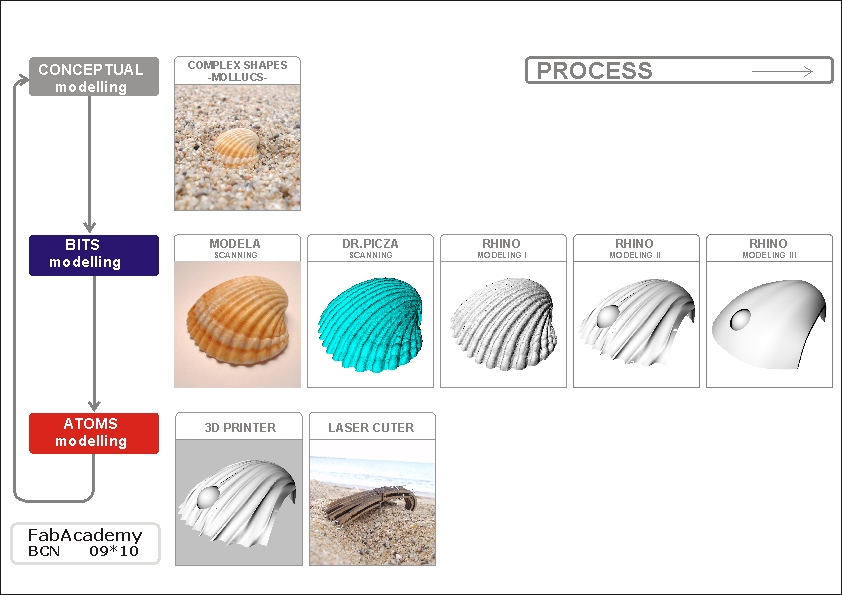 CONCEPTUAL
modelling
COMPLEX SHAPES
-MOLLUCS-
PROCESS
BITS
modelling
MODELA
SCANNING
DR.PICZA
SCANNING
RHINO
MODELING I
RHINO
MODELING II
RHINO
MODELING III
ATOMS
modelling
3D PRINTER
LASER CUTER
FabAcademy
BCN 09*10